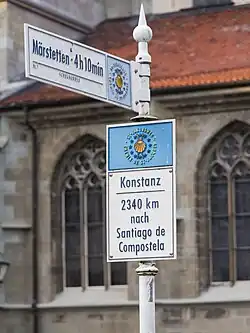 Märstetten · 4 h 10 min
Konstanz
2340 km
nach
Santiago de
Compostela